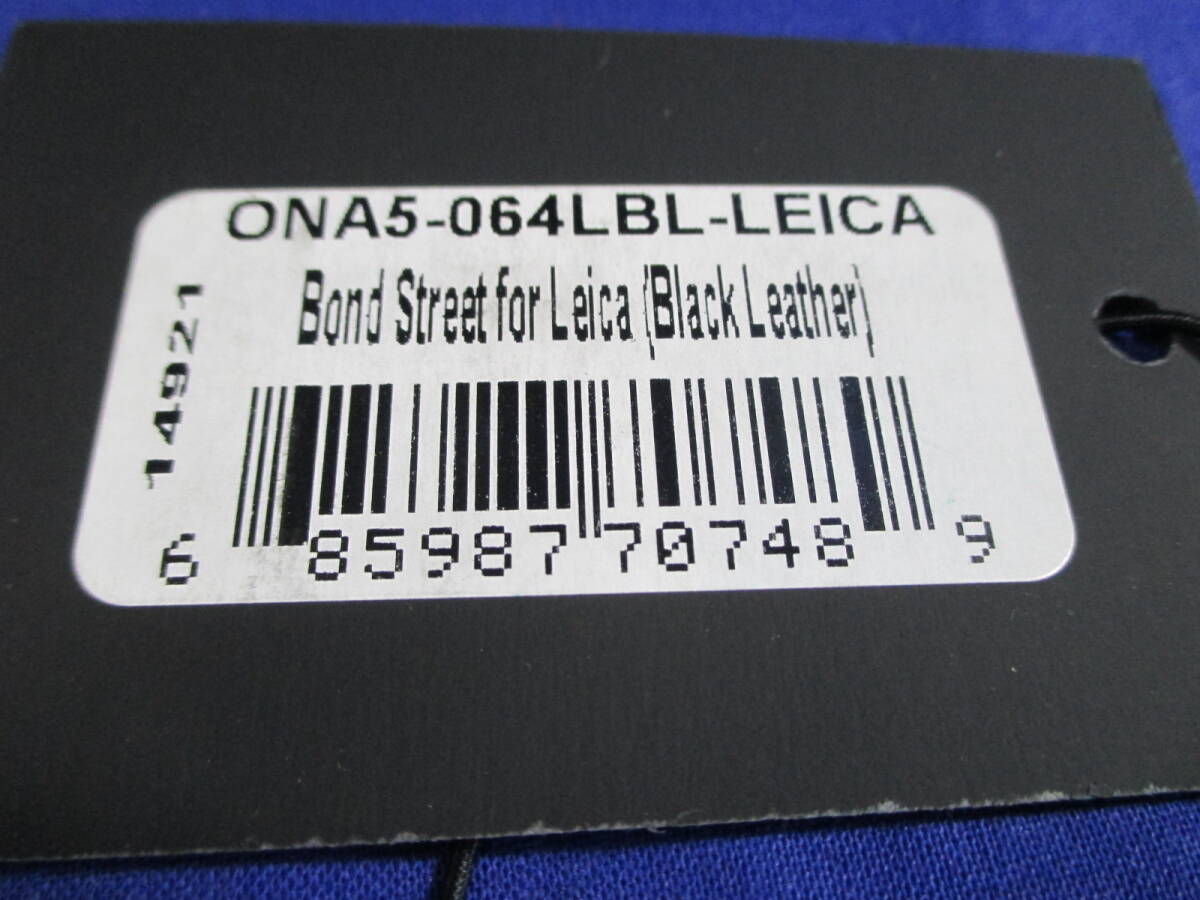 ONA5-064LBL-LEICA
Bond Street for Leica (Black Leather)
14921
6 85987 70748 9